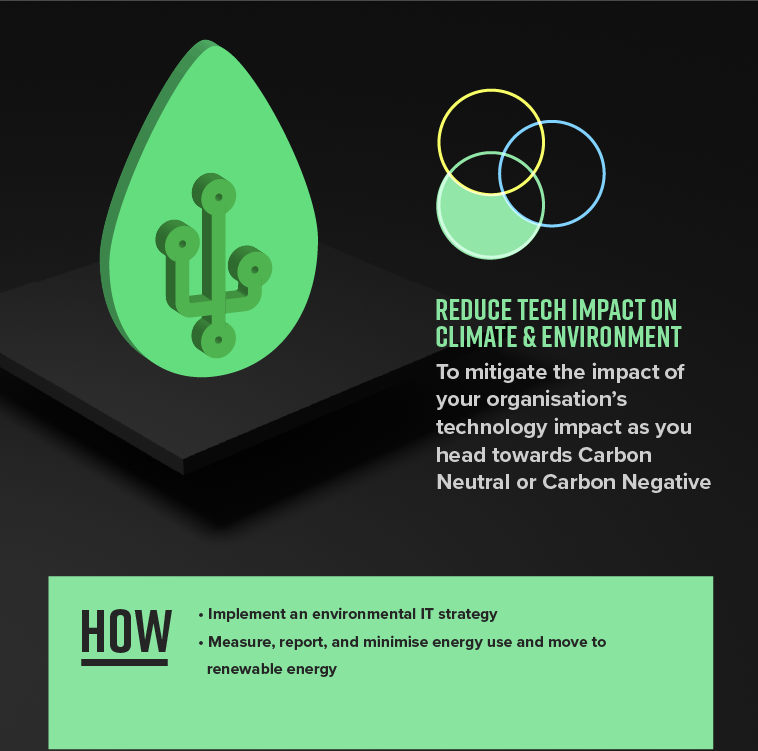 REDUCE TECH IMPACT ON
CLIMATE & ENVIRONMENT
To mitigate the impact of
your organisation’s
technology impact as you
head towards Carbon
Neutral or Carbon Negative
HOW
• Implement an environmental IT strategy
• Measure, report, and minimise energy use and move to
renewable energy